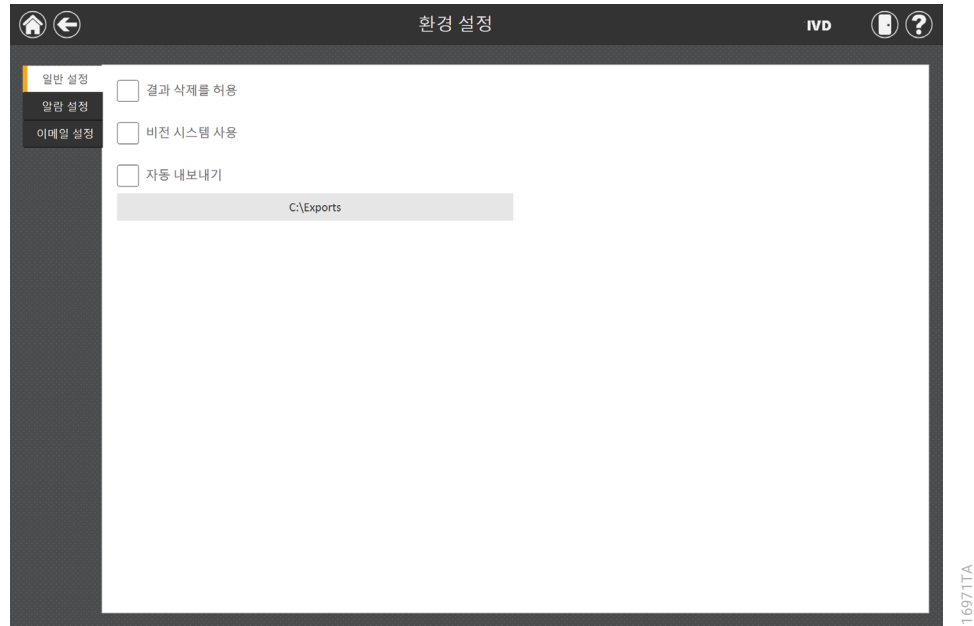 환경 설정
IVD
?
일반 설정
알람 설정
이메일 설정
결과 삭제를 허용
비전 시스템 사용
자동 내보내기
C:\Exports
16971TA